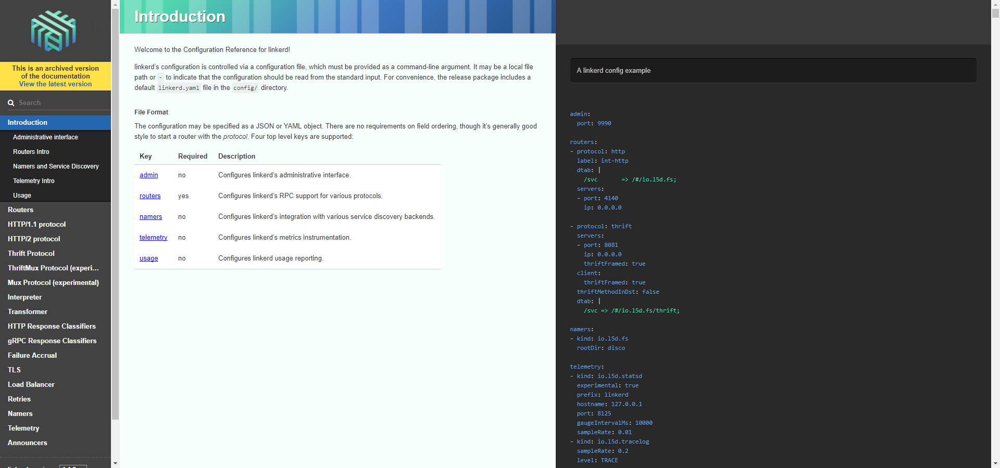 This is an archived version
of the documentation
View the latest version
Search
Introduction
Administrative interface
Routers Intro
Namers and Service Discovery
Telemetry Intro
Usage
Routers
HTTP/1.1 protocol
HTTP/2 protocol
Thrift Protocol
ThriftMux Protocol (experi...
Mux Protocol (experimental)
Interpreter
Transformer
HTTP Response Classifiers
gRPC Response Classifiers
Failure Accrual
TLS
Load Balancer
Retries
Namers
Telemetry
Announcers
Introduction
Welcome to the Configuration Reference for linkerd!
linkerd’s configuration is controlled via a configuration file, which must be provided as a command-line argument. It may be a local file
path or - to indicate that the configuration should be read from the standard input. For convenience, the release package includes a
default linkerd.yaml file in the config/ directory.
File Format
The configuration may be specified as a JSON or YAML object. There are no requirements on field ordering, though it’s generally good
style to start a router with the protocol. Four top level keys are supported:
Key Required Description
admin no Configures linkerd’s administrative interface.
routers yes Configures linkerd’s RPC support for various protocols.
namers no Configures linkerd’s integration with various service discovery backends.
telemetry no Configures linkerd’s metrics instrumentation.
usage no Configures linkerd usage reporting.
A linkerd config example
admin:
port: 9990
routers:
- protocol: http
label: int-http
dtab: |
/svc => /#/io.l5d.fs;
servers:
- port: 4140
ip: 0.0.0.0
- protocol: thrift
servers:
- port: 8081
ip: 0.0.0.0
thriftFramed: true
client:
thriftFramed: true
thriftMethodInDst: false
dtab: |
/svc => /#/io.l5d.fs/thrift;
namers:
- kind: io.l5d.fs
rootDir: disco
telemetry:
- kind: io.l5d.statsd
experimental: true
prefix: linkerd
hostname: 127.0.0.1
port: 8125
gaugeIntervalMs: 10000
sampleRate: 0.01
- kind: io.l5d.tracelog
sampleRate: 0.2
level: TRACE